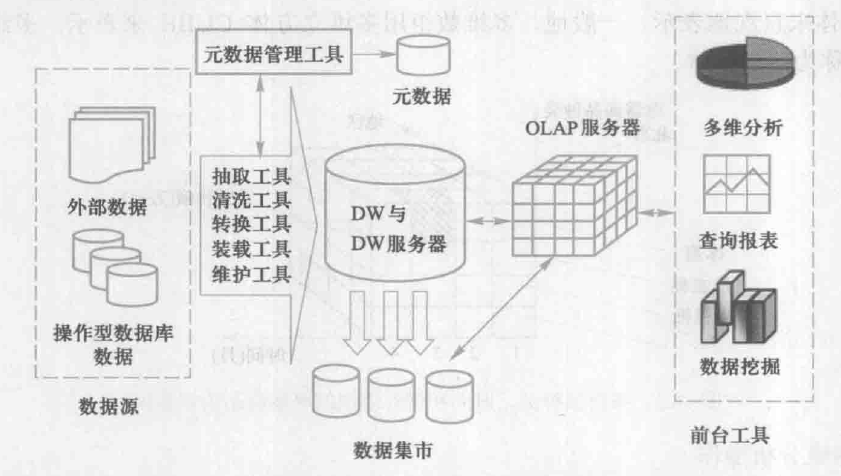 元数据管理工具
元数据
外部数据
操作型数据库
数据
数据源
抽取工具
清洗工具
转换工具
装载工具
维护工具
DW与
DW服务器
数据集市
OLAP服务器
多维分析
查询报表
数据挖掘
前台工具